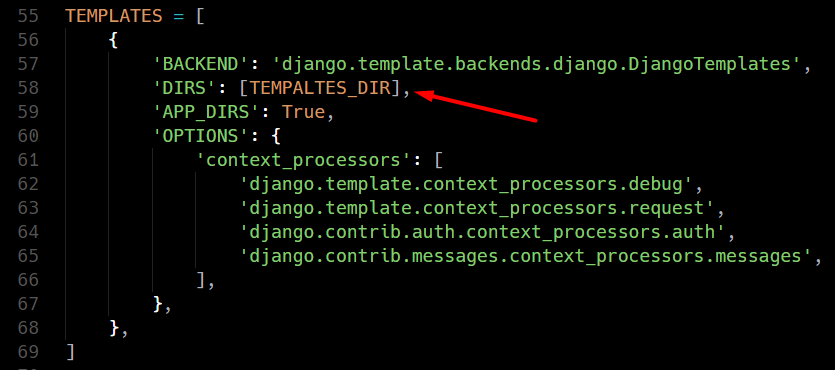 55 TEMPLATES = [
56     {
57         'BACKEND': 'django.template.backends.django.DjangoTemplates',
58         'DIRS': [TEMPALTES_DIR],
59         'APP_DIRS': True,
60         'OPTIONS': {
61             'context_processors': [
62                 'django.template.context_processors.debug',
63                 'django.template.context_processors.request',
64                 'django.contrib.auth.context_processors.auth',
65                 'django.contrib.messages.context_processors.messages',
66             ],
67         },
68     },
69 ]